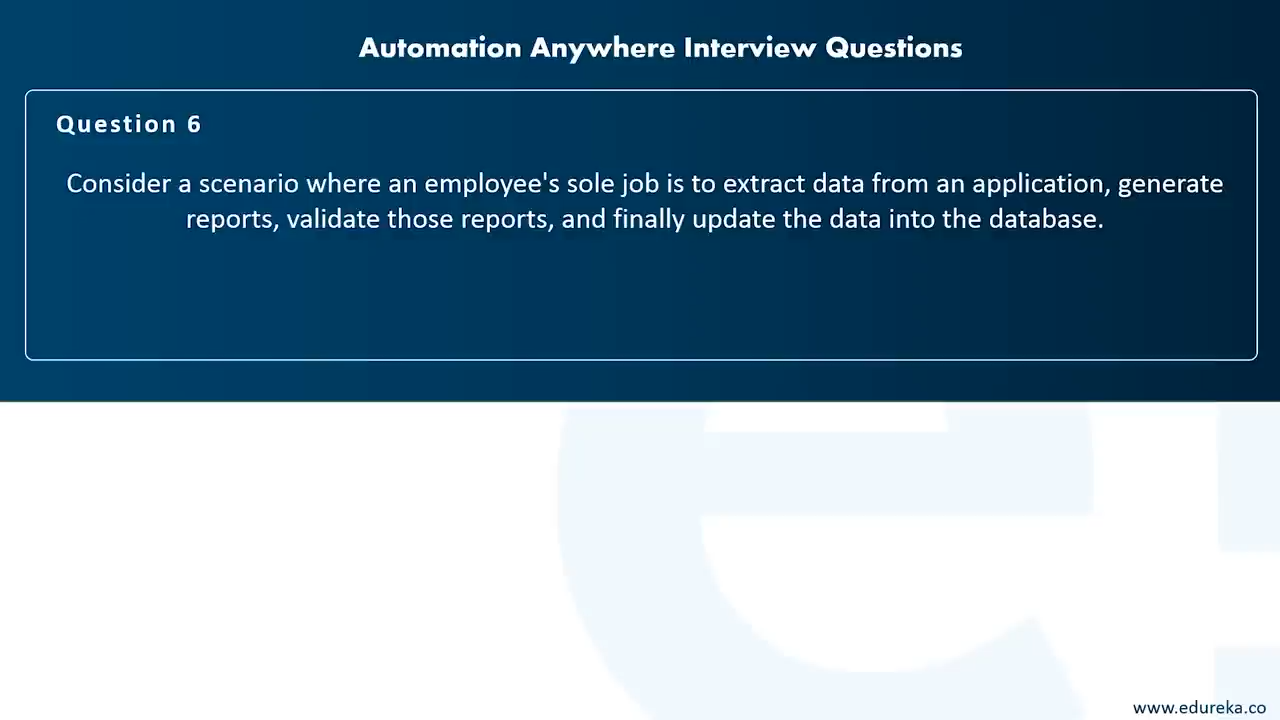 Automation Anywhere Interview Questions
Question 6
Consider a scenario where an employee's sole job is to extract data from an application, generate
reports, validate those reports, and finally update the data into the database.
www.edureka.co